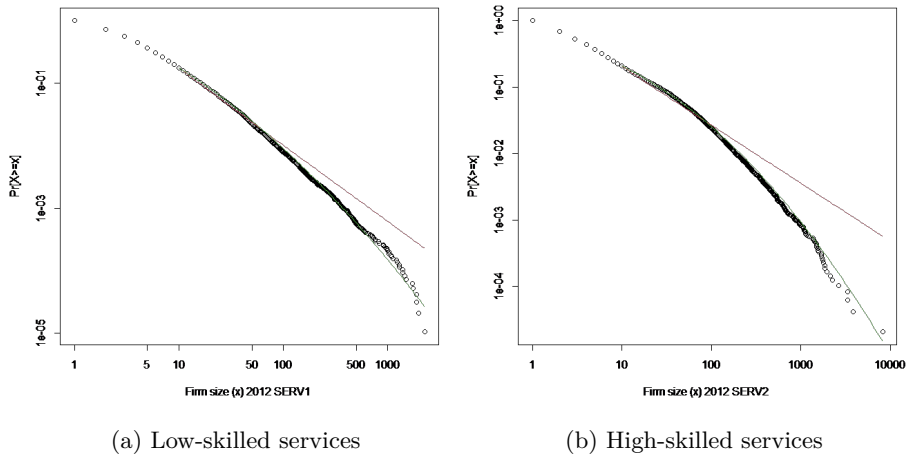 Pr[X>=x]
1e-01
1e-03
1e-05
1 5 10 50 100 500 1000
Firm size (x) 2012 SERV1
(a) Low-skilled services
Pr[X>=x]
1e+00
1e-01
1e-02
1e-03
1e-04
1 10 100 1000 10000
Firm size (x) 2012 SERV2
(b) High-skilled services